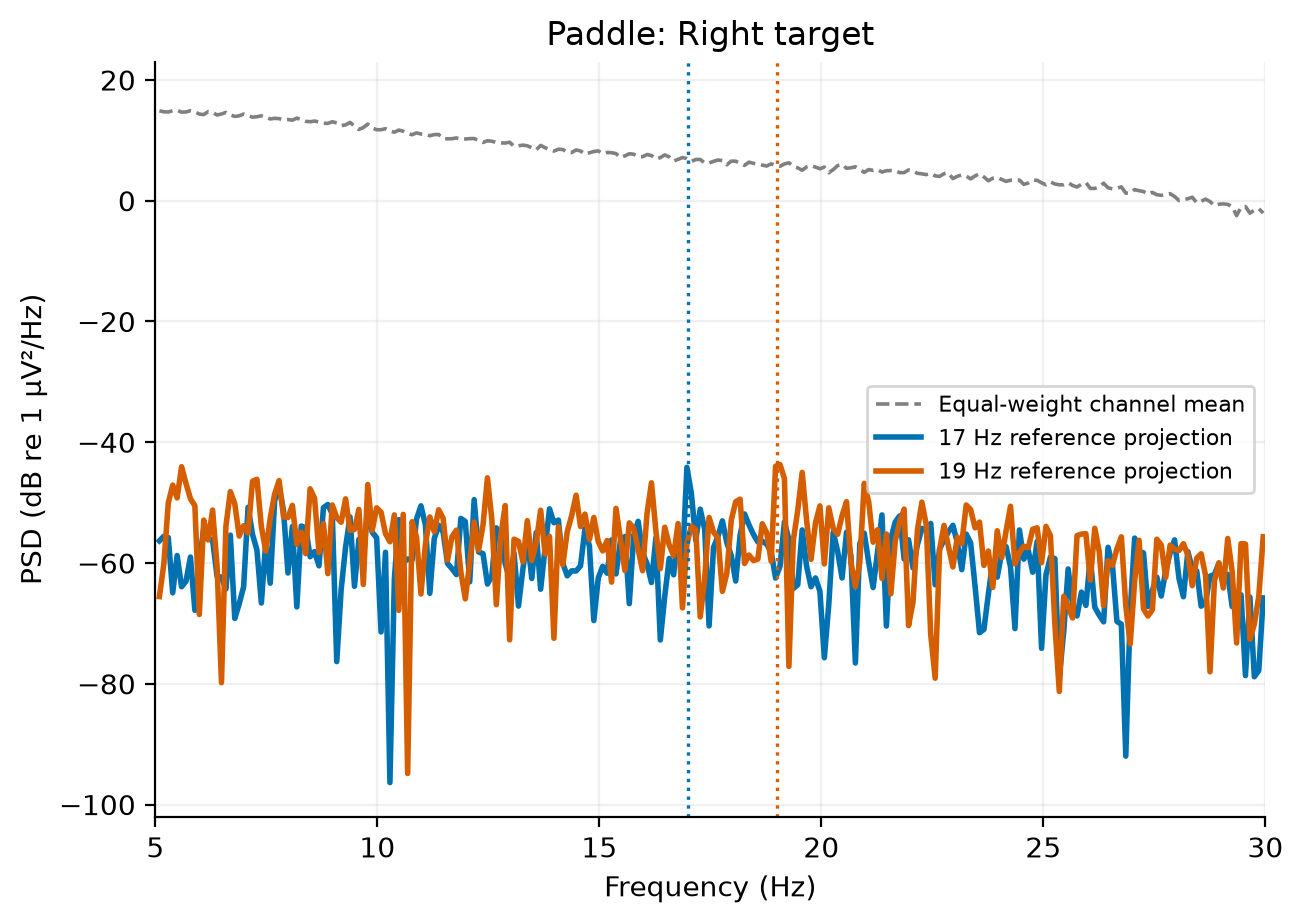 Paddle: Right target
PSD (dB re 1 µV²/Hz)
20
0
−20
−40
−60
−80
−100
Equal-weight channel mean
17 Hz reference projection
19 Hz reference projection
5
10
15
20
25
30
Frequency (Hz)